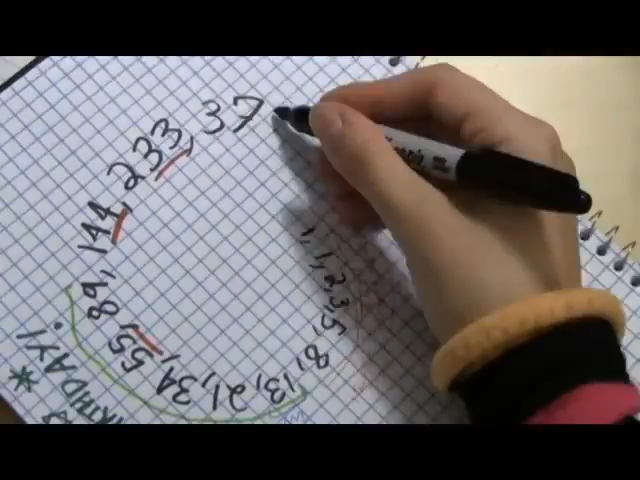 1, 1, 2, 3, 5, 8, 13, 21, 34, 55, 89, 144, 233, 37